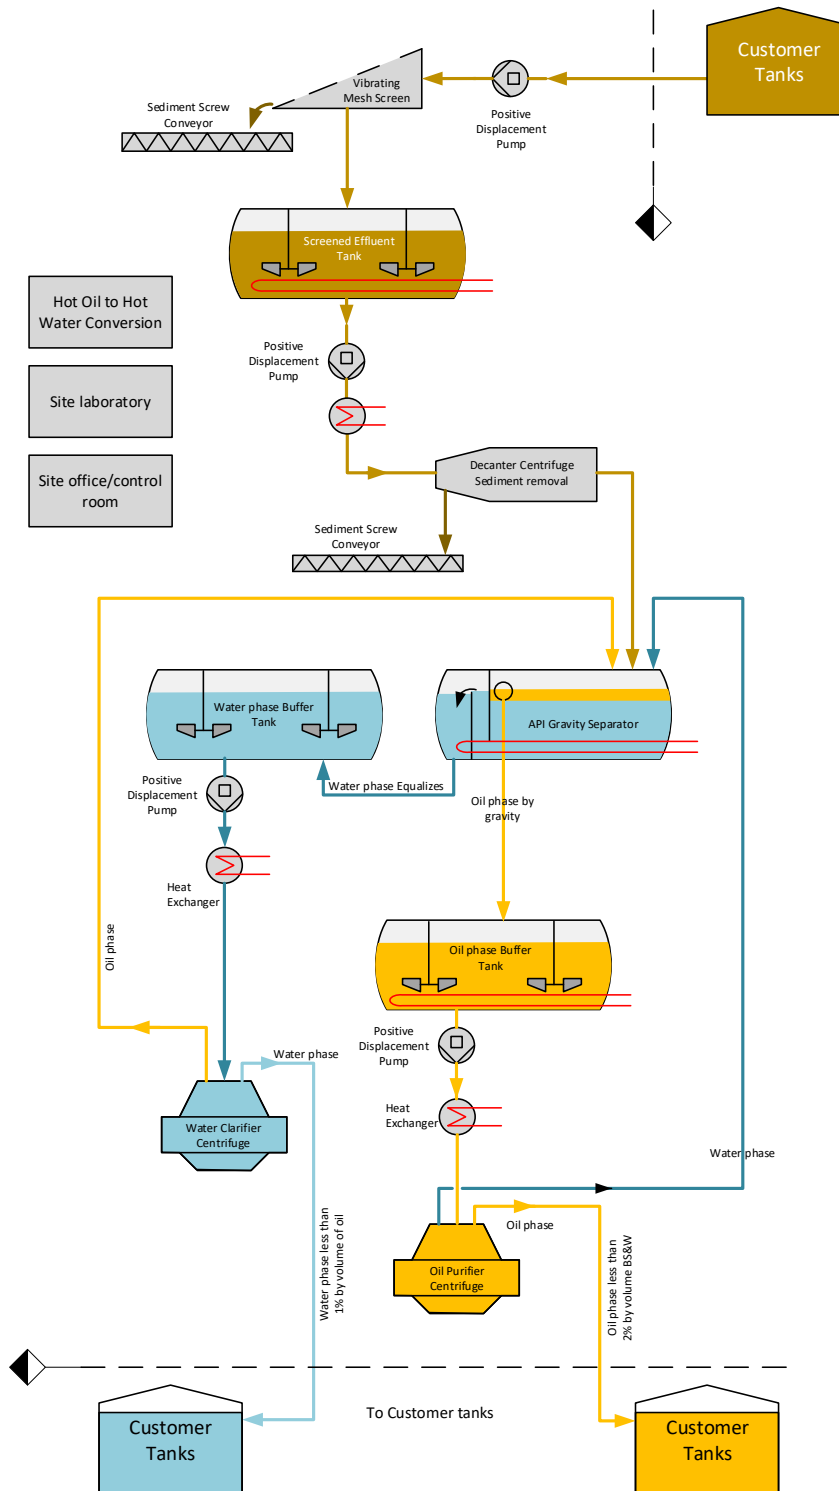 Customer
Tanks
Vibrating
Mesh Screen
Positive
Displacement
Pump
Sediment Screw
Conveyor
Screened Effluent
Tank
Hot Oil to Hot
Water Conversion
Site laboratory
Site office/control
room
Positive
Displacement
Pump
Decanter Centrifuge
Sediment removal
Sediment Screw
Conveyor
Water phase Buffer
Tank
API Gravity Separator
Positive
Displacement
Pump
Water phase Equalizes
Oil phase by
gravity
Heat
Exchanger
Oil phase
Oil phase Buffer
Tank
Positive
Displacement
Pump
Water phase
Heat
Exchanger
Water Clarifier
Centrifuge
Water phase
Oil phase
Oil Purifier
Centrifuge
Water phase less than
1% by volume of oil
Oil phase less than
2% by volume BS&W
To Customer tanks
Customer
Tanks
Customer
Tanks